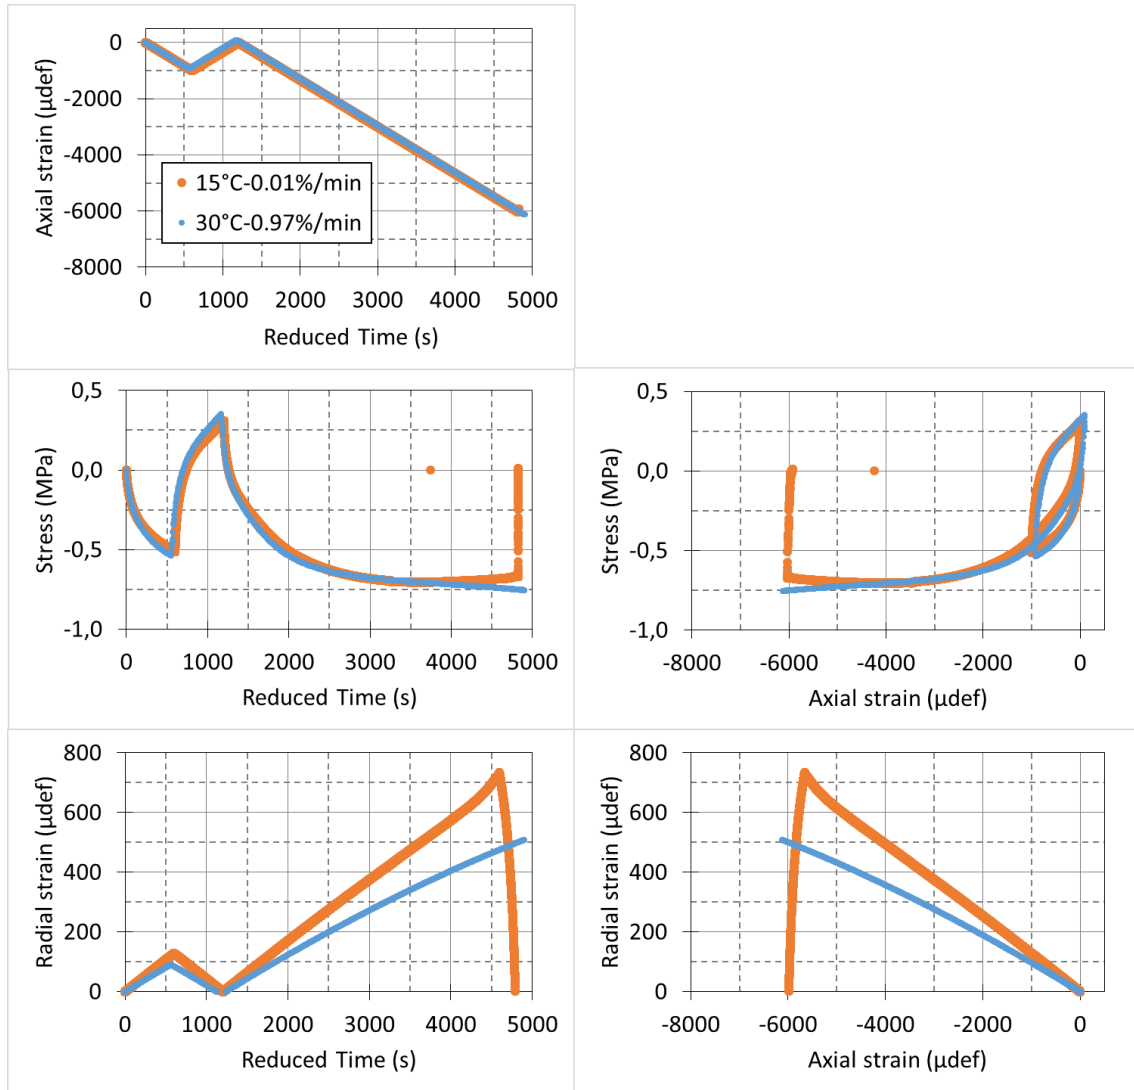 0
-2000
-4000
-6000
-8000
Axial strain (µdef)
15°C-0.01%/min
30°C-0.97%/min
0 1000 2000 3000 4000 5000
Reduced Time (s)
0,5
0,0
-0,5
-1,0
Stress (MPa)
0 1000 2000 3000 4000 5000
Reduced Time (s)
0,5
0,0
-0,5
-1,0
Stress (MPa)
-8000 -6000 -4000 -2000 0
Axial strain (µdef)
800
600
400
200
0
Radial strain (µdef)
0 1000 2000 3000 4000 5000
Reduced Time (s)
800
600
400
200
0
Radial strain (µdef)
-8000 -6000 -4000 -2000 0
Axial strain (µdef)